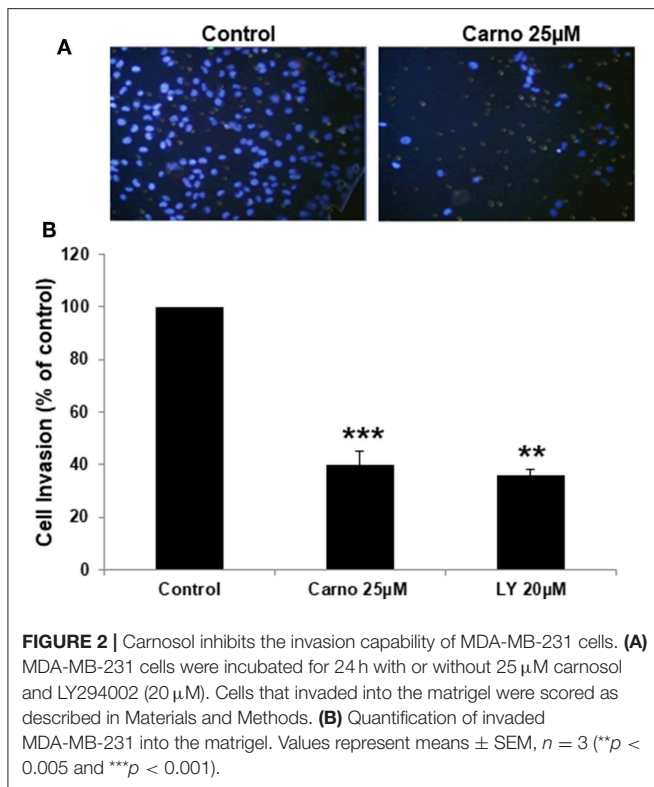 Control Carno 25µM
A
B
120
100
80
60
40
20
0
Cell Invasion (% of control)
***
**
Control Carno 25µM LY 20µM
FIGURE 2 | Carnosol inhibits the invasion capability of MDA-MB-231 cells. (A)
MDA-MB-231 cells were incubated for 24 h with or without 25 µM carnosol
and LY294002 (20 µM). Cells that invaded into the matrigel were scored as
described in Materials and Methods. (B) Quantification of invaded
MDA-MB-231 into the matrigel. Values represent means ± SEM, n = 3 (**p <
0.005 and ***p < 0.001).